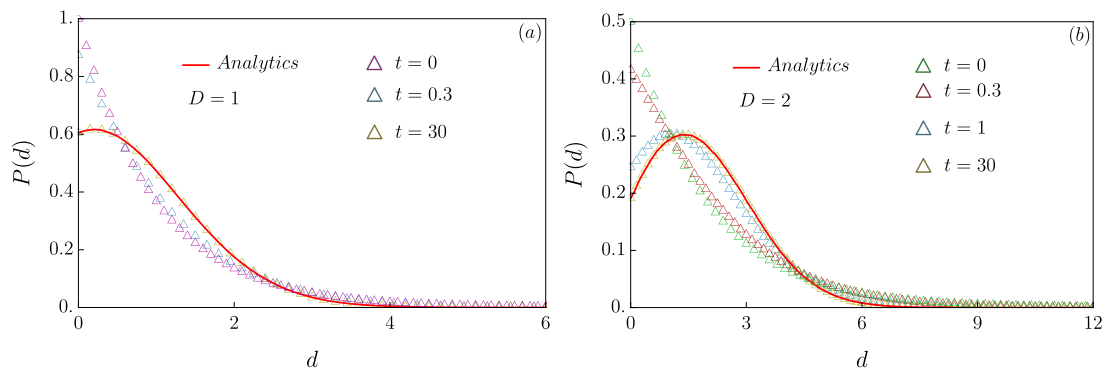 (a)
1.
0.8
0.6
0.4
0.2
0.
P(d)
Analytics
D = 1
t = 0
t = 0.3
t = 30
0
2
4
6
d
(b)
0.5
0.4
0.3
0.2
0.1
0.
P(d)
Analytics
D = 2
t = 0
t = 0.3
t = 1
t = 30
0
3
6
9
12
d